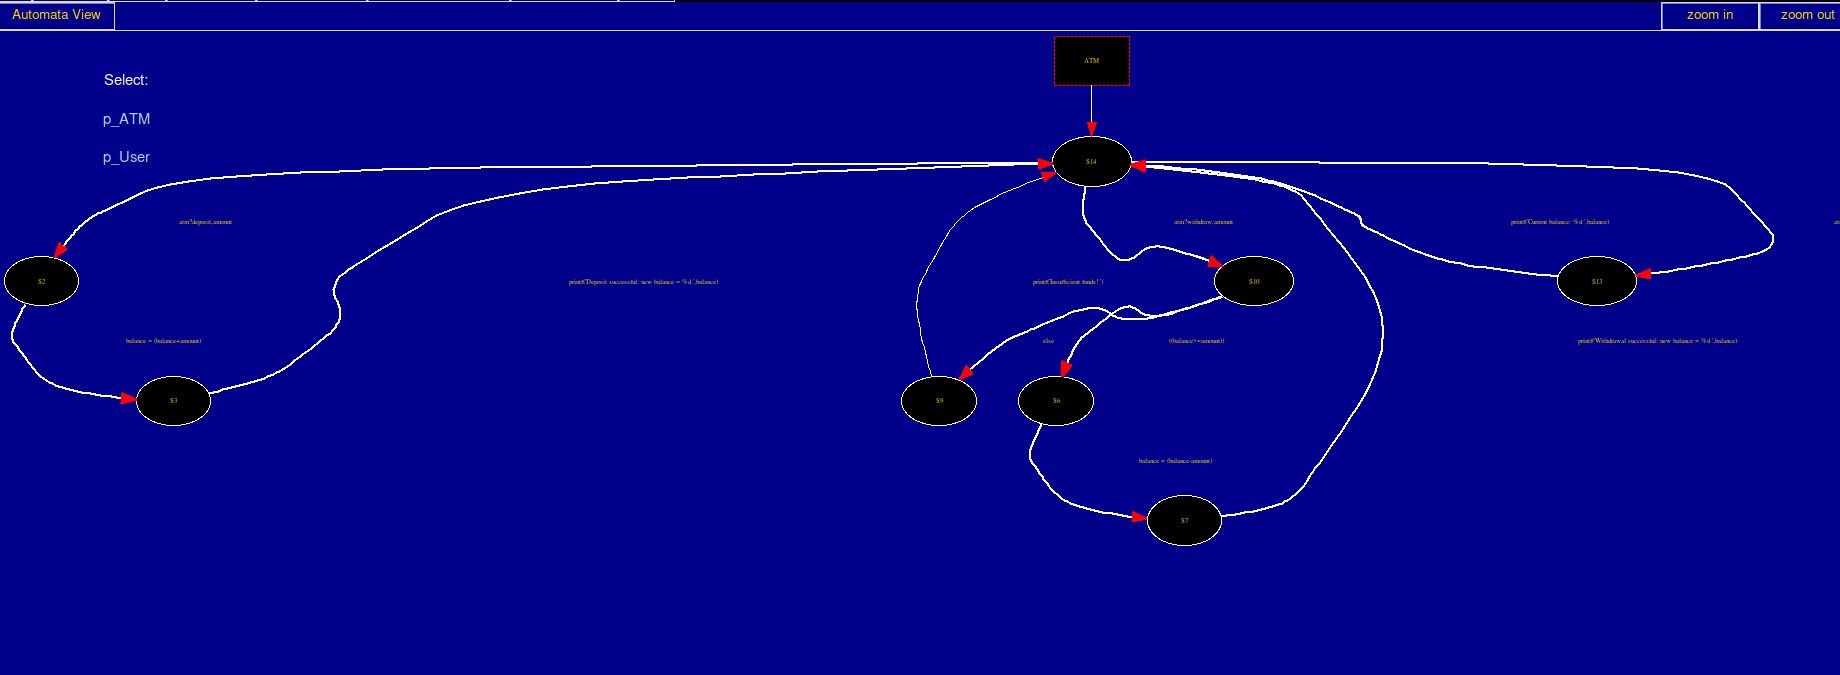 Automata View
zoom in
zoom out
ATM
Select:
p_ATM
p_User
S14
atm?deposit,amount
atm?withdraw,amount
printf('Current balance: %d ',balance)
S2
printf('Deposit successful: new balance = %d ',balance)
printf('Insufficient funds! ')
S10
S13
balance = (balance+amount)
else
((balance>=amount))
printf('Withdrawal successful: new balance = %d ',balance)
S3
S9
S6
balance = (balance-amount)
S7